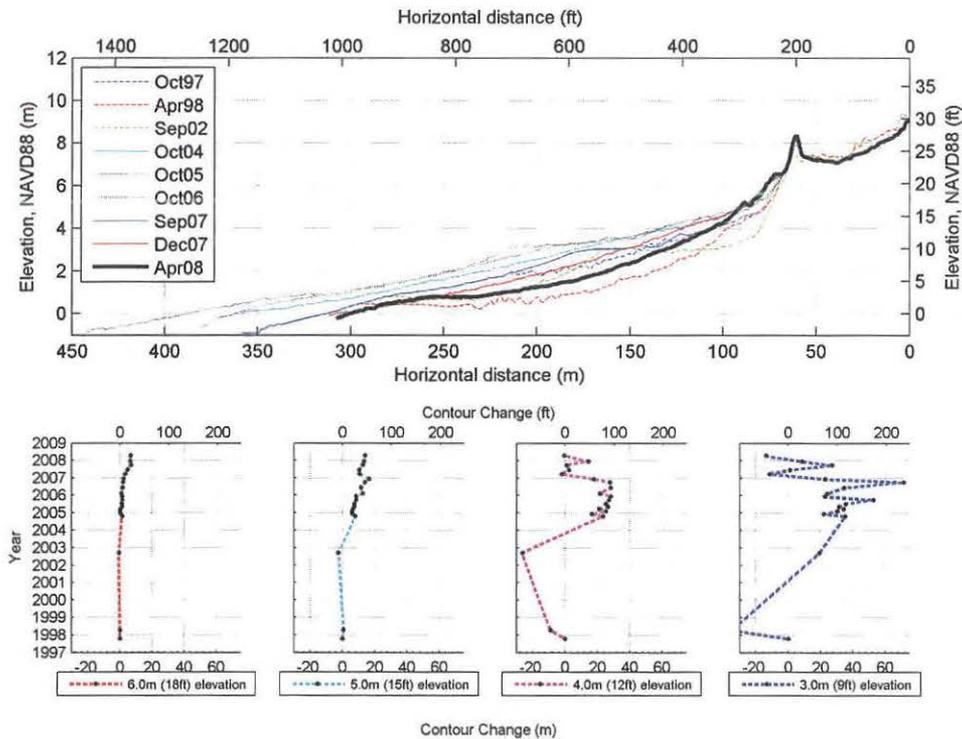 Horizontal distance (ft)
1400 1200 1000 800 600 400 200 0
Elevation, NAVD88 (m)
12
10
8
6
4
2
0
Oct97
Apr98
Sep02
Oct04
Oct05
Oct06
Sep07
Dec07
Apr08
35
30
25
20
15
10
5
0
Elevation, NAVD88 (ft)
450 400 350 300 250 200 150 100 50 0
Horizontal distance (m)
Contour Change (ft)
0 100 200 0 100 200 0 100 200 0 100 200
Year
2009
2008
2007
2006
2005
2004
2003
2002
2001
2000
1999
1998
1997
-20 0 20 40 60 -20 0 20 40 60 -20 0 20 40 60 -20 0 20 40 60
6.0m (18ft) elevation 5.0m (15ft) elevation 4.0m (12ft) elevation 3.0m (9ft) elevation
Contour Change (m)